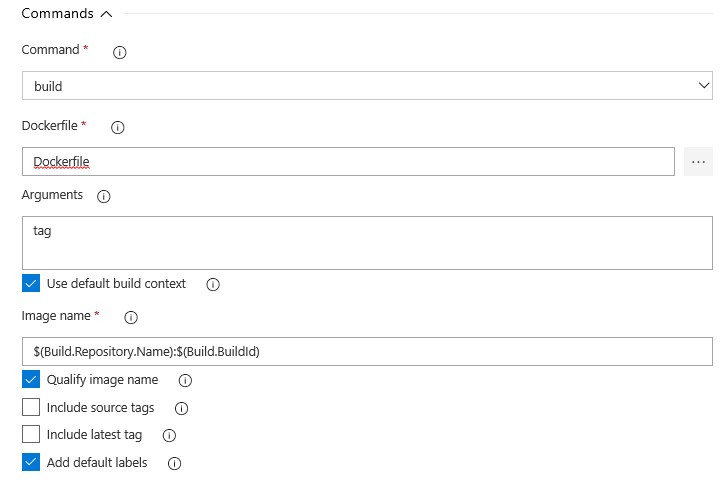 Commands
Command *
build
Dockerfile *
Dockerfile
...
Arguments
tag
Use default build context
Image name *
$(Build.Repository.Name):$(Build.BuildId)
Qualify image name
Include source tags
Include latest tag
Add default labels